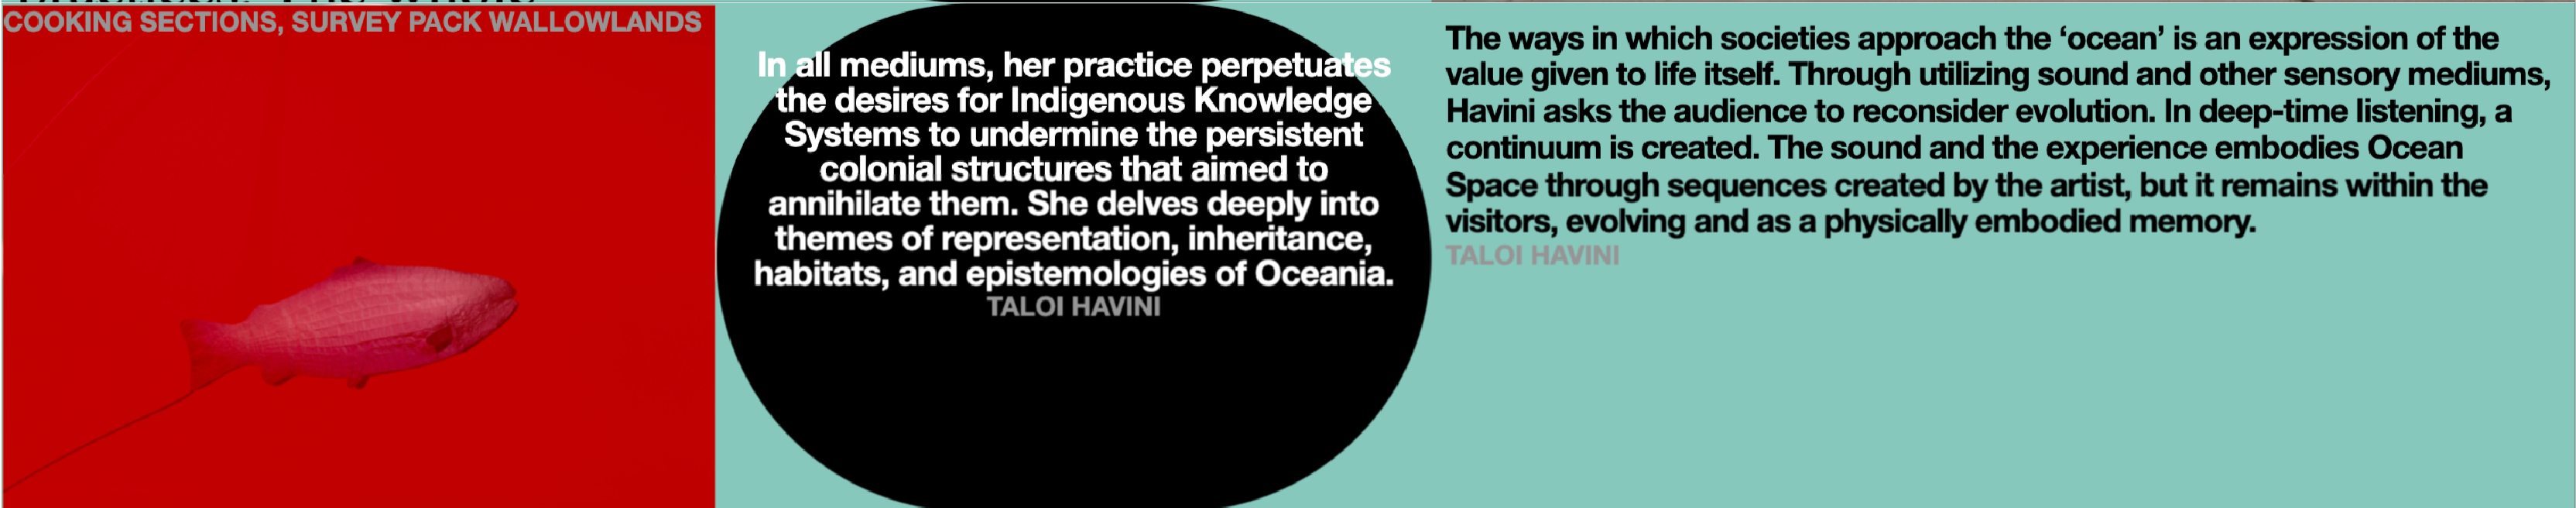 COOKING SECTIONS, SURVEY PACK WALLOWLANDS
In all mediums, her practice perpetuates
the desires for Indigenous Knowledge
Systems to undermine the persistent
colonial structures that aimed to
annihilate them. She delves deeply into
themes of representation, inheritance,
habitats, and epistemologies of Oceania.
TALOI HAVINI
The ways in which societies approach the ‘ocean’ is an expression of the
value given to life itself. Through utilizing sound and other sensory mediums,
Havini asks the audience to reconsider evolution. In deep-time listening, a
continuum is created. The sound and the experience embodies Ocean
Space through sequences created by the artist, but it remains within the
visitors, evolving and as a physically embodied memory.
TALOI HAVINI